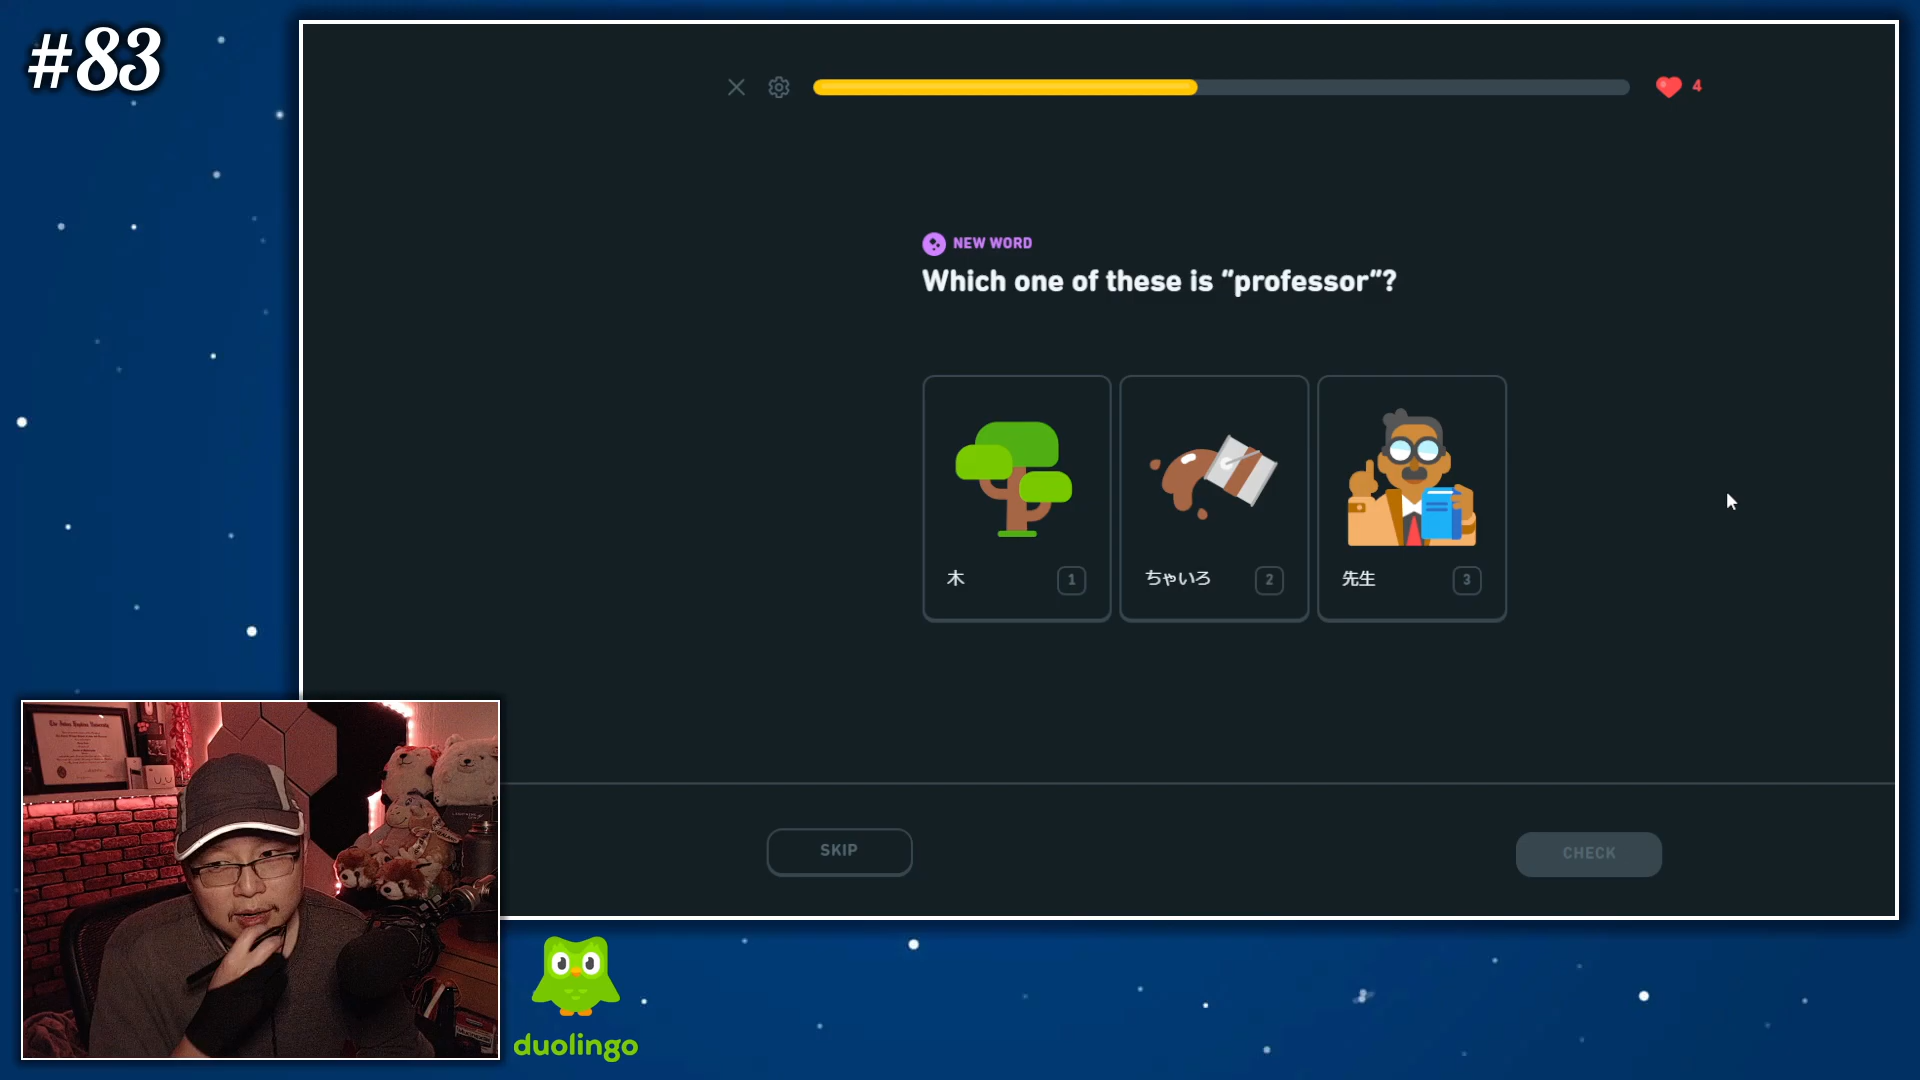 #83
4
NEW WORD
Which one of these is “professor”?
木
1
ちゃいろ
2
先生
3
SKIP
CHECK
duolingo